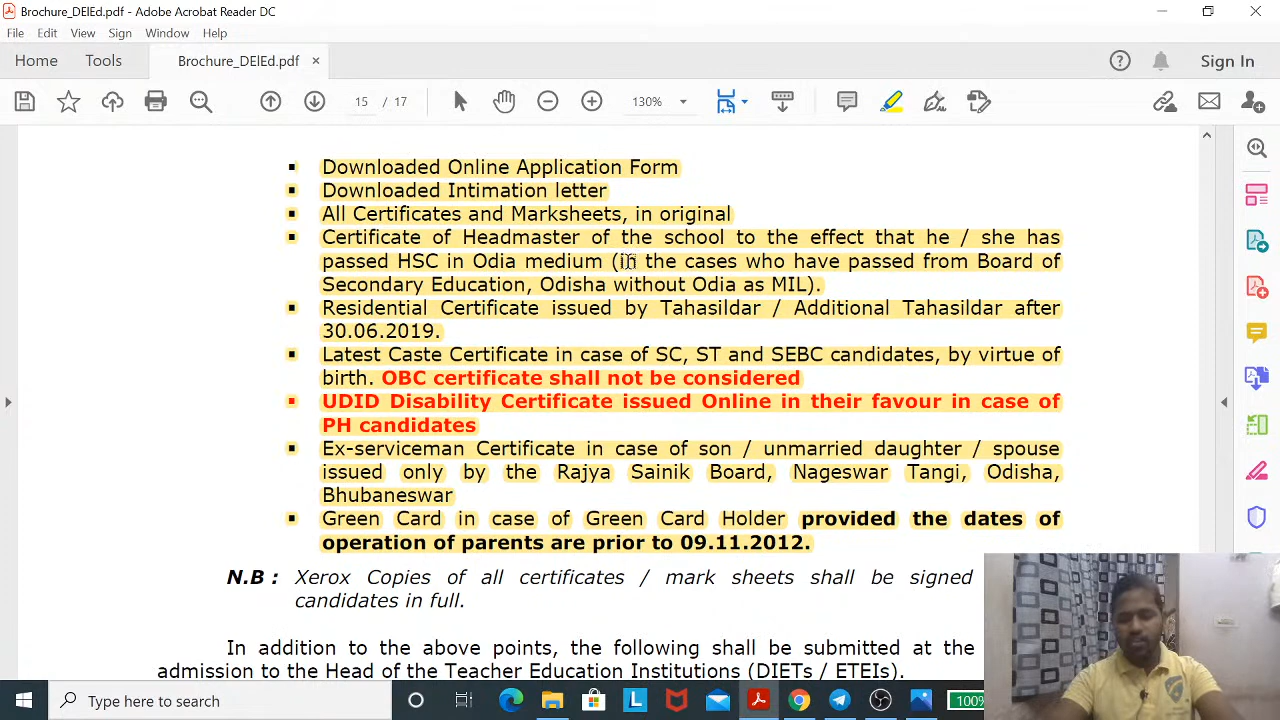 Brochure_DElEd.pdf - Adobe Acrobat Reader DC
File Edit View Sign Window Help
Home Tools Brochure_DElEd.pdf × Sign In
15 / 17 130%
Downloaded Online Application Form
Downloaded Intimation letter
All Certificates and Marksheets, in original
Certificate of Headmaster of the school to the effect that he / she has
passed HSC in Odia medium (in the cases who have passed from Board of
Secondary Education, Odisha without Odia as MIL).
Residential Certificate issued by Tahasildar / Additional Tahasildar after
30.06.2019.
Latest Caste Certificate in case of SC, ST and SEBC candidates, by virtue of
birth. OBC certificate shall not be considered
UDID Disability Certificate issued Online in their favour in case of
PH candidates
Ex-serviceman Certificate in case of son / unmarried daughter / spouse
issued only by the Rajya Sainik Board, Nageswar Tangi, Odisha,
Bhubaneswar
Green Card in case of Green Card Holder provided the dates of
operation of parents are prior to 09.11.2012.
N.B : Xerox Copies of all certificates / mark sheets shall be signed
candidates in full.
In addition to the above points, the following shall be submitted at the
admission to the Head of the Teacher Education Institutions (DIETs / ETEIs).
Type here to search
100%